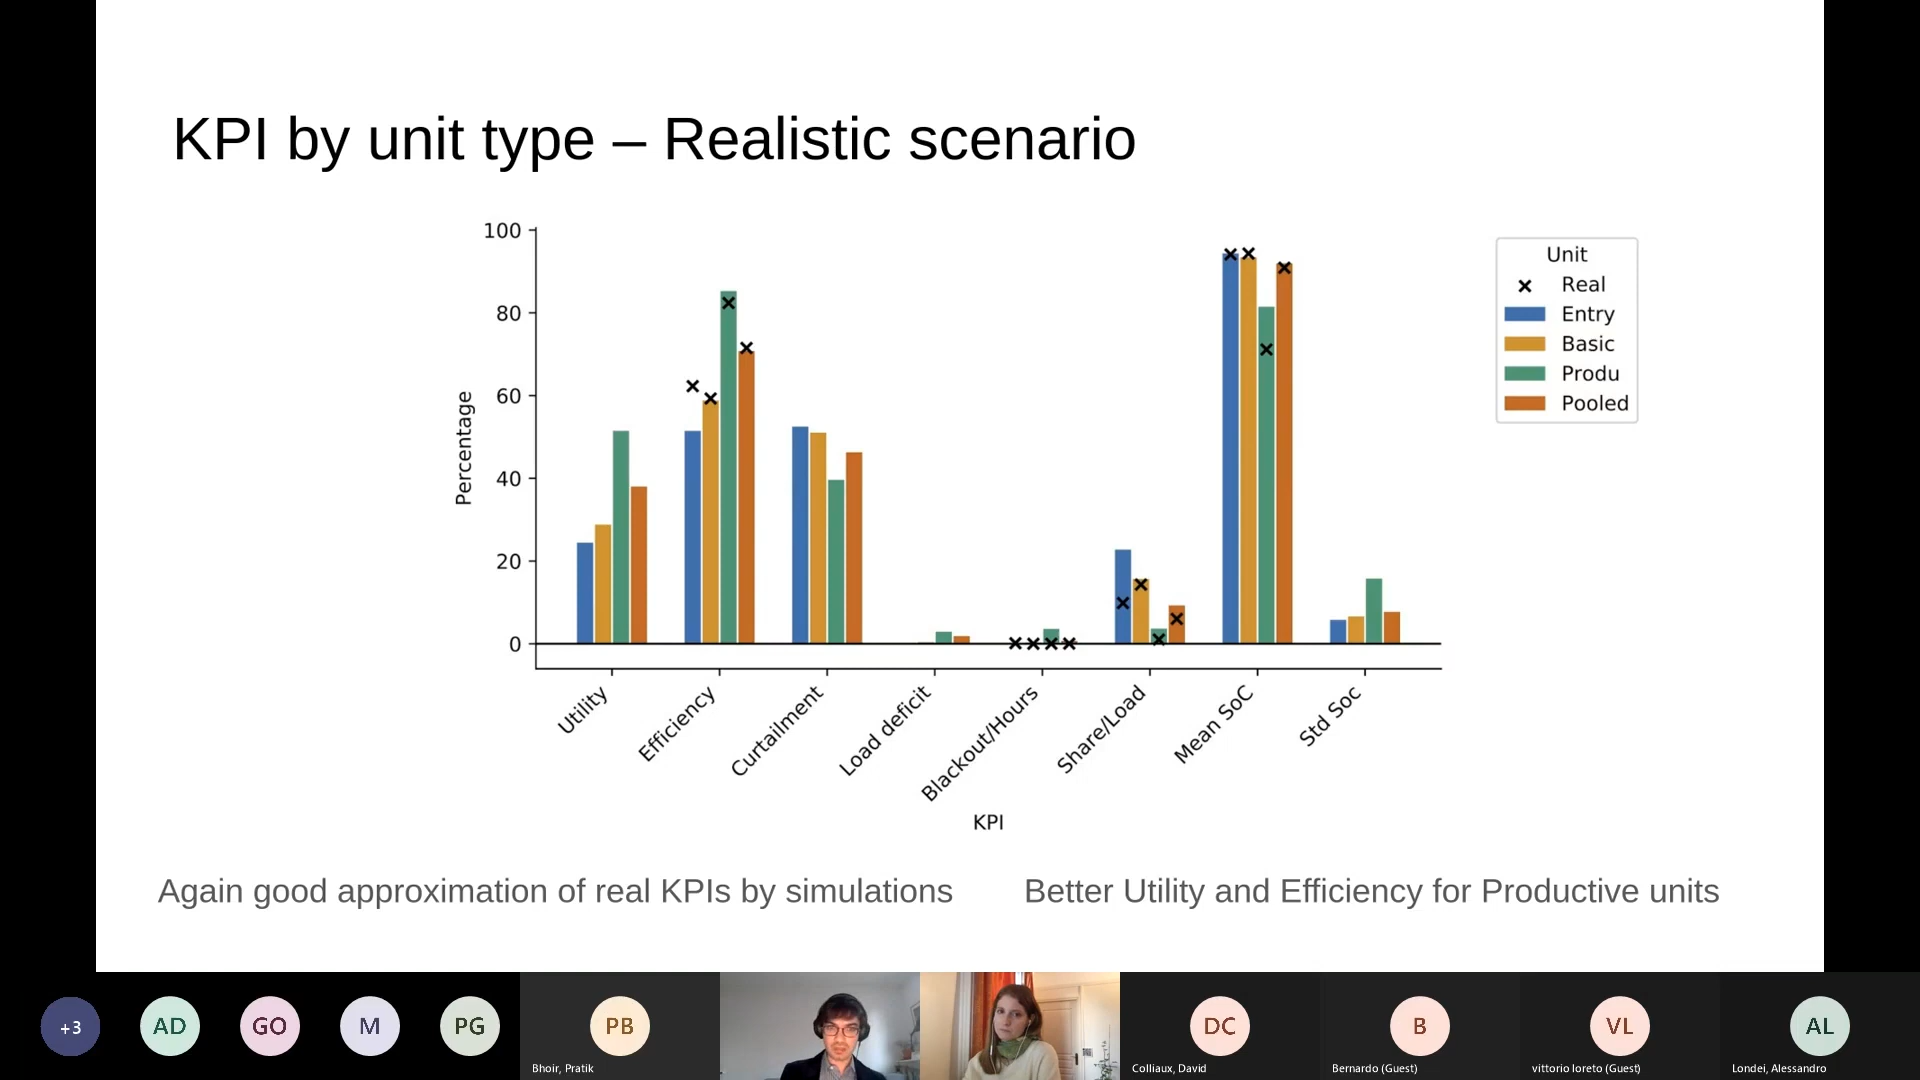 KPI by unit type – Realistic scenario
100
80
60
40
20
0
Percentage
Utility
Efficiency
Curtailment
Load deficit
Blackout/Hours
Share/Load
Mean SoC
Std Soc
KPI
Unit
Real
Entry
Basic
Produ
Pooled
Again good approximation of real KPIs by simulations
Better Utility and Efficiency for Productive units
+3
AD
GO
M
PG
PB
Bhoir, Pratik
DC
Colliaux, David
B
Bernardo (Guest)
VL
vittorio loreto (Guest)
AL
Londei, Alessandro